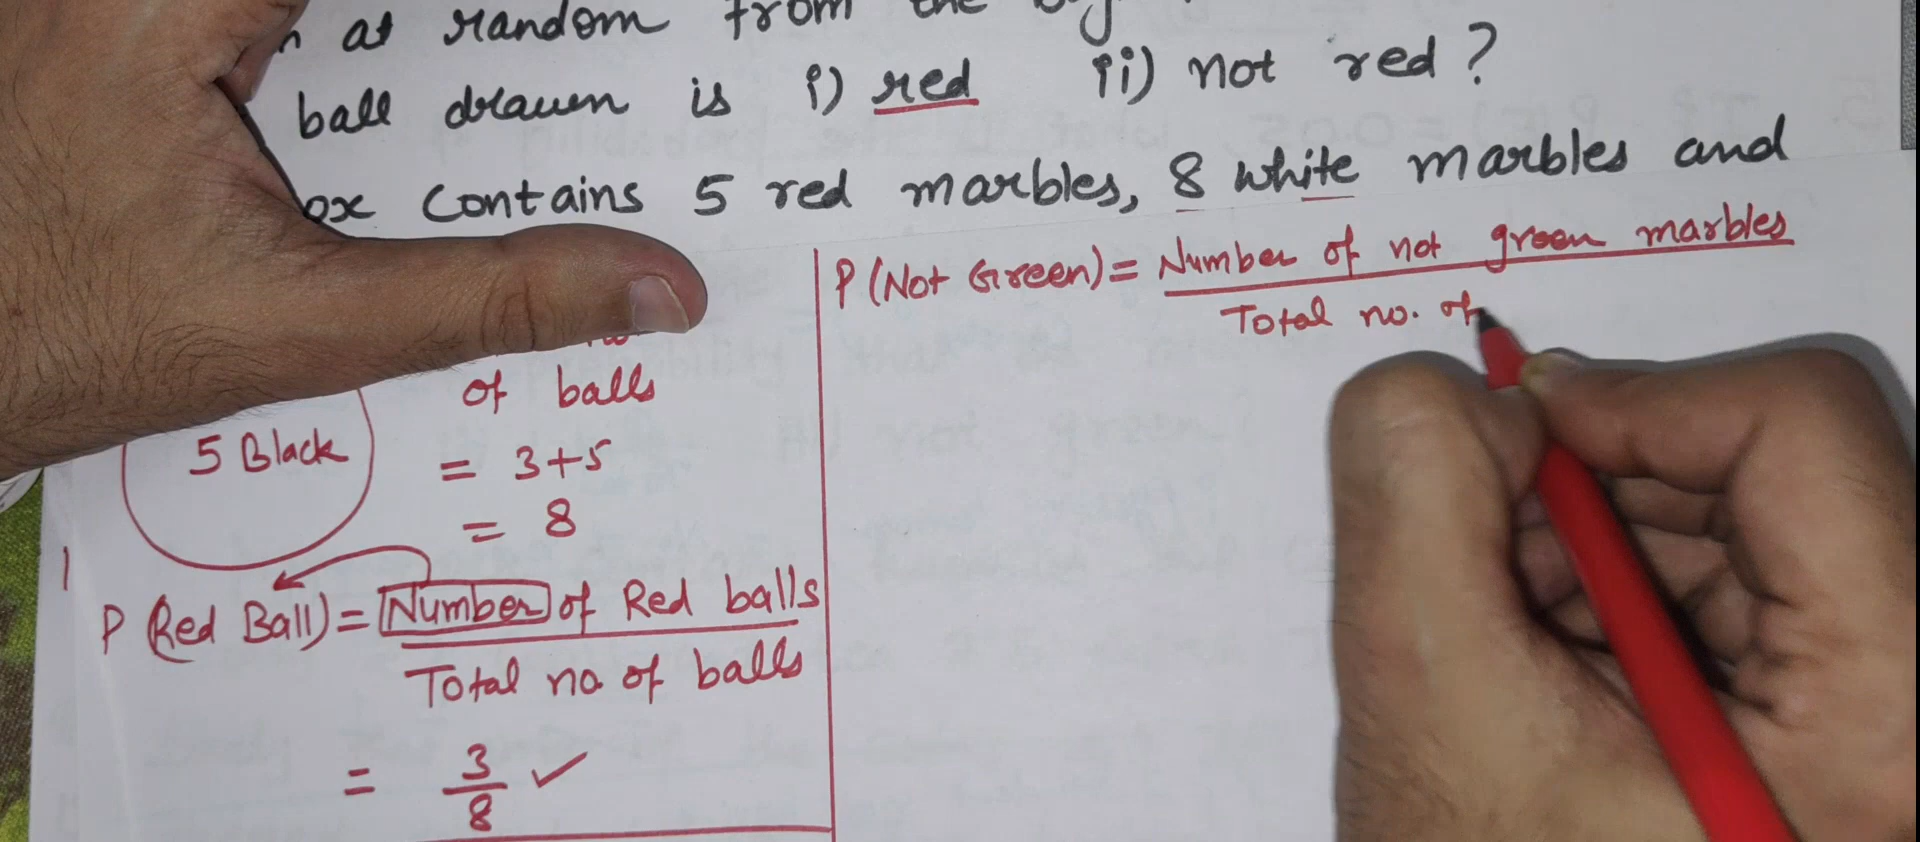 at random from the
ball drawn is i) red ii) not red?
ox contains 5 red marbles, 8 white marbles and
P (Not Green) = Number of not green marbles
Total no. of
of balls
5 Black = 3+5
= 8
P (Red Ball) = Number of Red balls
Total no. of balls
= 3
8